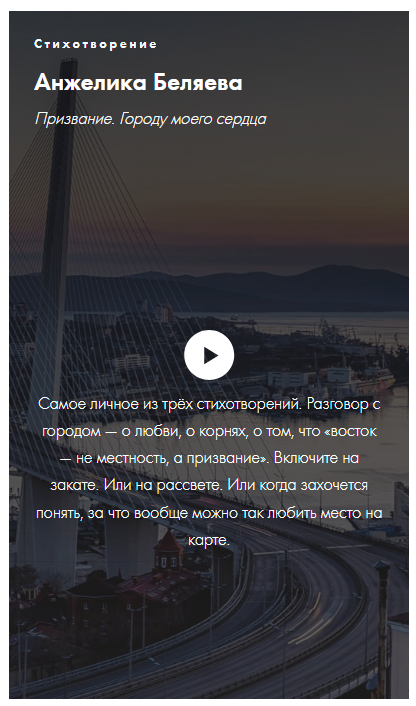 Стихотворение
Анжелика Беляева
Призвание. Городу моего сердца
Самое личное из трёх стихотворений. Разговор с
городом — о любви, о корнях, о том, что «восток
— не местность, а призвание». Включите на
закате. Или на рассвете. Или когда захочется
понять, за что вообще можно так любить место на
карте.